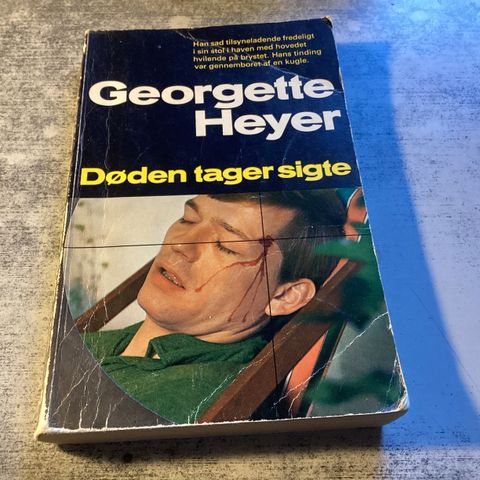 Han sad tilsyneladende fredeligt
i sin stol i haven med hovedet
hvilende på brystet. Hans tinding
var gennemboret af en kugle.
Georgette
Heyer
Døden tager sigte